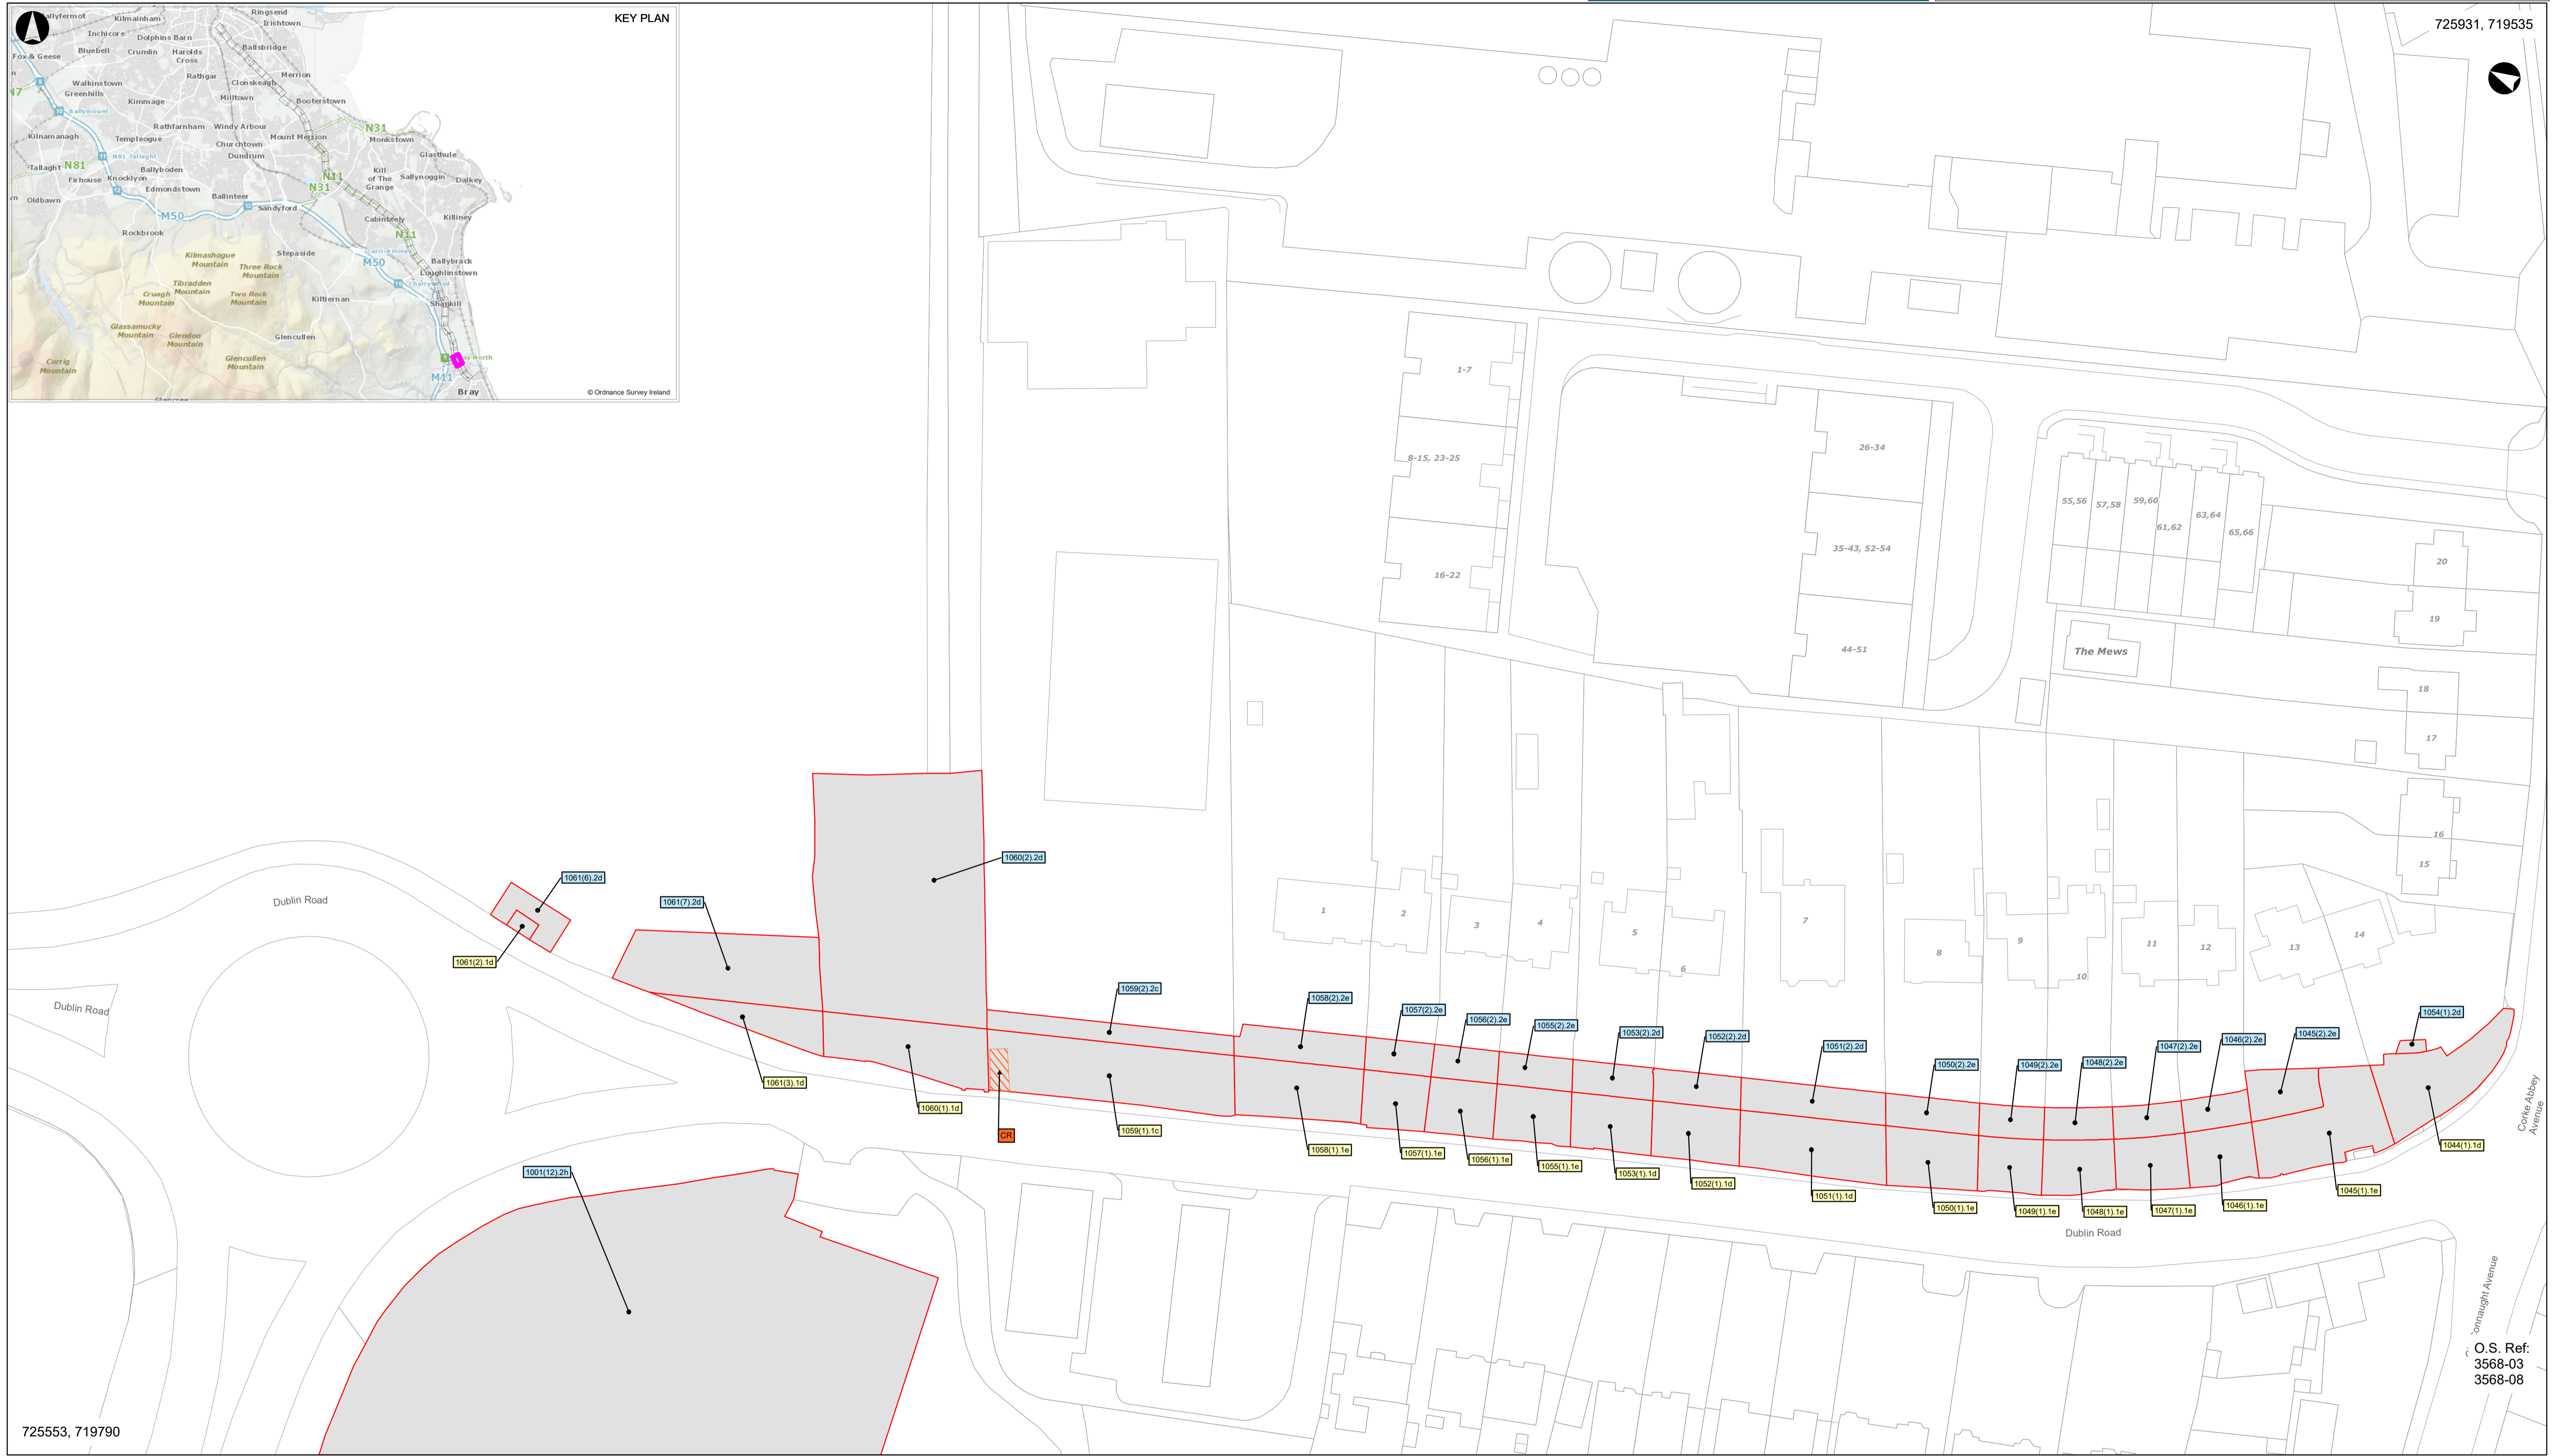 KEY PLAN
Ballyfermot
Kilmainham
Ringsend
Irishtown
Inchicore
Dolphins Barn
Ballsbridge
Bluebell
Crumlin
Harolds
Cross
Fox & Geese
Rathgar
Merrion
Walkinstown
Clonskeagh
Greenhills
Milltown
Booterstown
Kimmage
N7
Ballymount
Rathfarnham
Windy Arbour
N31
Kilnamanagh
Templeogue
Churchtown
Mount Merrion
Monkstown
N81 Tallaght
Dundrum
Glasthule
Tallaght
N81
Ballyboden
Kill
of The
Grange
Firhouse
Knocklyon
N11
Sallynoggin
Dalkey
Edmondstown
N31
Oldbawn
Ballinteer
M50
Sandyford
Cabinteely
Killiney
Rockbrook
N11
Stepaside
Carrickmines
M50
Kilmashogue
Mountain
Three Rock
Mountain
Ballybrack
Loughlinstown
Tibradden
Mountain
Cherrywood
Cruagh
Mountain
Two Rock
Mountain
Kiltiernan
Shankill
Glassamucky
Mountain
Glendoo
Mountain
Glencullen
Corrig
Mountain
Glencullen
Mountain
Bray North
M11
Bray
© Ordnance Survey Ireland
725931, 719535
1-7
8-15, 23-25
16-22
26-34
35-43, 52-54
44-51
55,56
57,58
59,60
61,62
63,64
65,66
The Mews
20
19
18
17
16
15
1
2
3
4
5
6
7
8
9
10
11
12
13
14
Dublin Road
Dublin Road
1061(6).2d
1061(2).1d
1061(7).2d
1061(3).1d
1060(2).2d
1060(1).1d
CR
1059(2).2c
1059(1).1c
1058(2).2e
1058(1).1e
1057(2).2e
1057(1).1e
1056(2).2e
1056(1).1e
1055(2).2e
1055(1).1e
1053(2).2d
1053(1).1d
1052(2).2d
1052(1).1d
1051(2).2d
1051(1).1d
1050(2).2e
1050(1).1e
1049(2).2e
1049(1).1e
1048(2).2e
1048(1).1e
1047(2).2e
1047(1).1e
1046(2).2e
1046(1).1e
1045(2).2e
1045(1).1e
1054(1).2d
1044(1).1d
1001(12).2h
Corke Abbey
Avenue
Dublin Road
Connaught Avenue
O.S. Ref:
3568-03
3568-08
725553, 719790